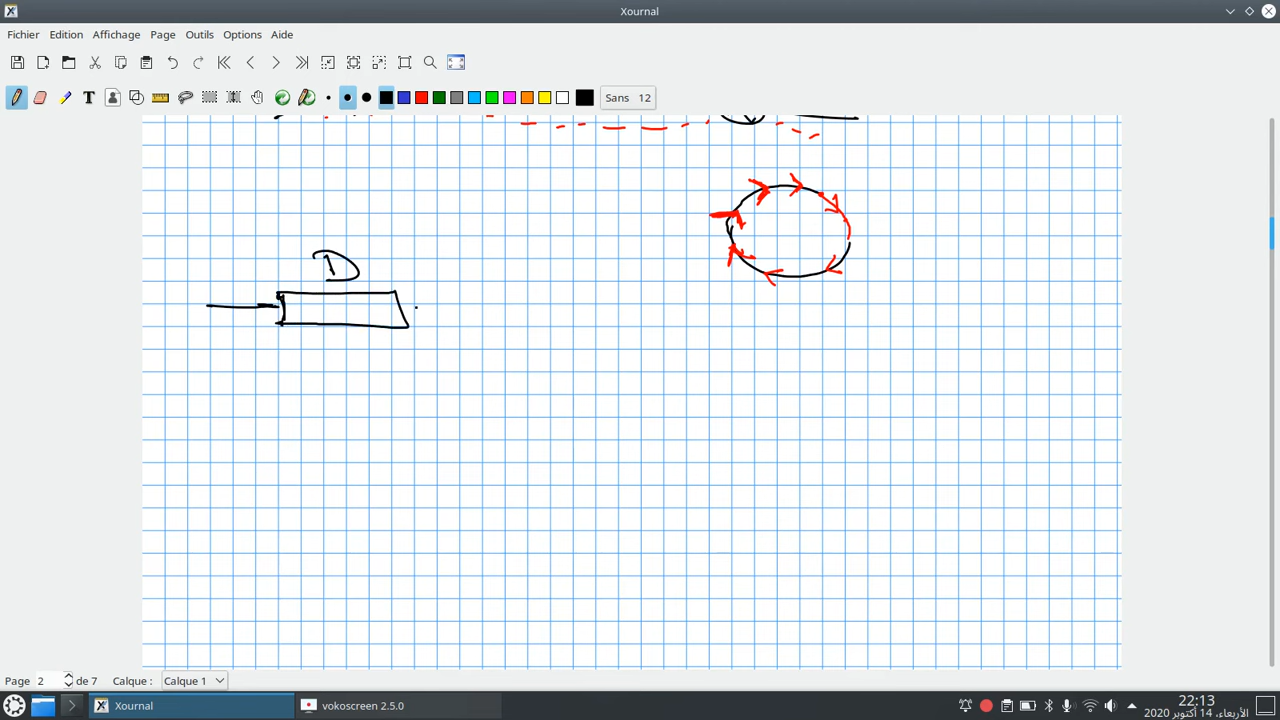 Xournal
Fichier Edition Affichage Page Outils Options Aide
Sans 12
D
Page 2 de 7 Calque : Calque 1
Xournal vokoscreen 2.5.0 22:13
الأربعاء، 14 أكتوبر 2020